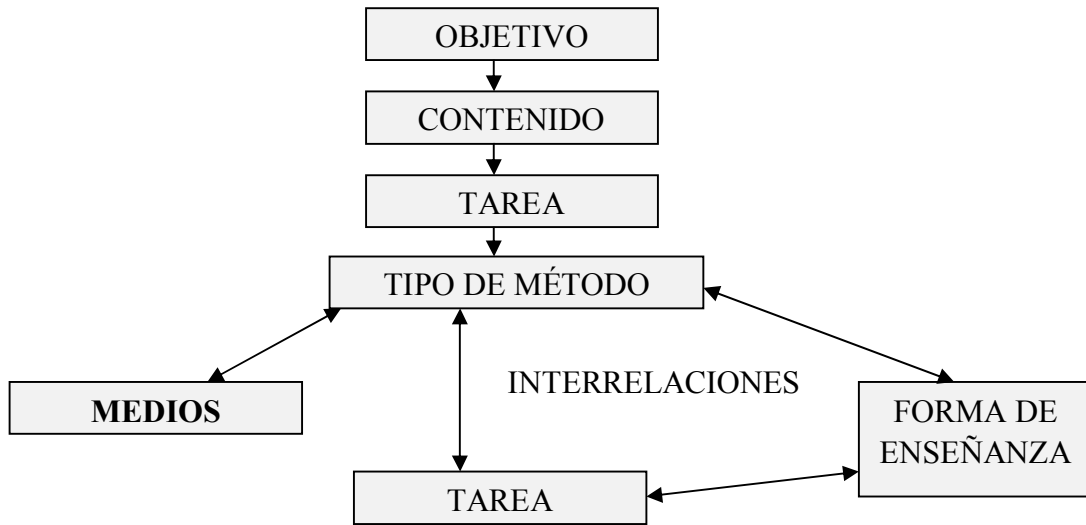 OBJETIVO
CONTENIDO
TAREA
TIPO DE MÉTODO
INTERRELACIONES
MEDIOS
FORMA DE
ENSEÑANZA
TAREA